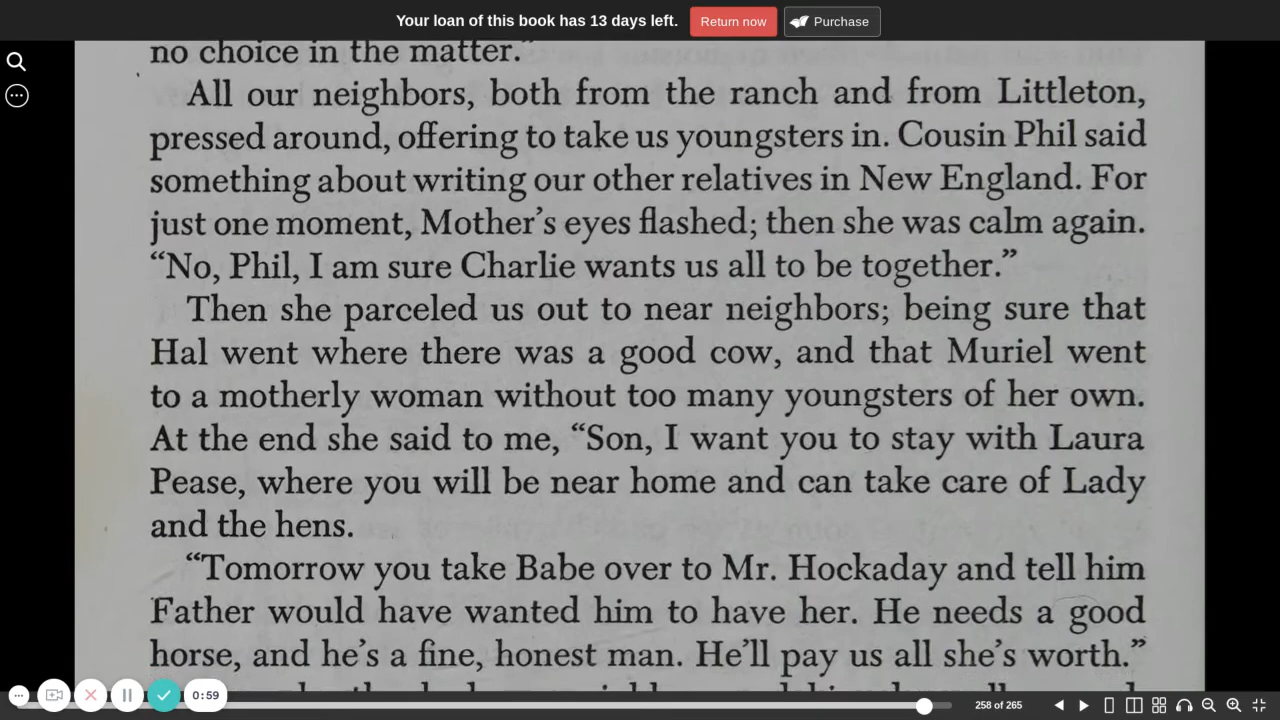 Your loan of this book has 13 days left. Return now Purchase
no choice in the matter.”
All our neighbors, both from the ranch and from Littleton,
pressed around, offering to take us youngsters in. Cousin Phil said
something about writing our other relatives in New England. For
just one moment, Mother’s eyes flashed; then she was calm again.
“No, Phil, I am sure Charlie wants us all to be together.”
Then she parceled us out to near neighbors; being sure that
Hal went where there was a good cow, and that Muriel went
to a motherly woman without too many youngsters of her own.
At the end she said to me, “Son, I want you to stay with Laura
Pease, where you will be near home and can take care of Lady
and the hens.
“Tomorrow you take Babe over to Mr. Hockaday and tell him
Father would have wanted him to have her. He needs a good
horse, and he’s a fine, honest man. He’ll pay us all she’s worth.”
0:59
258 of 265